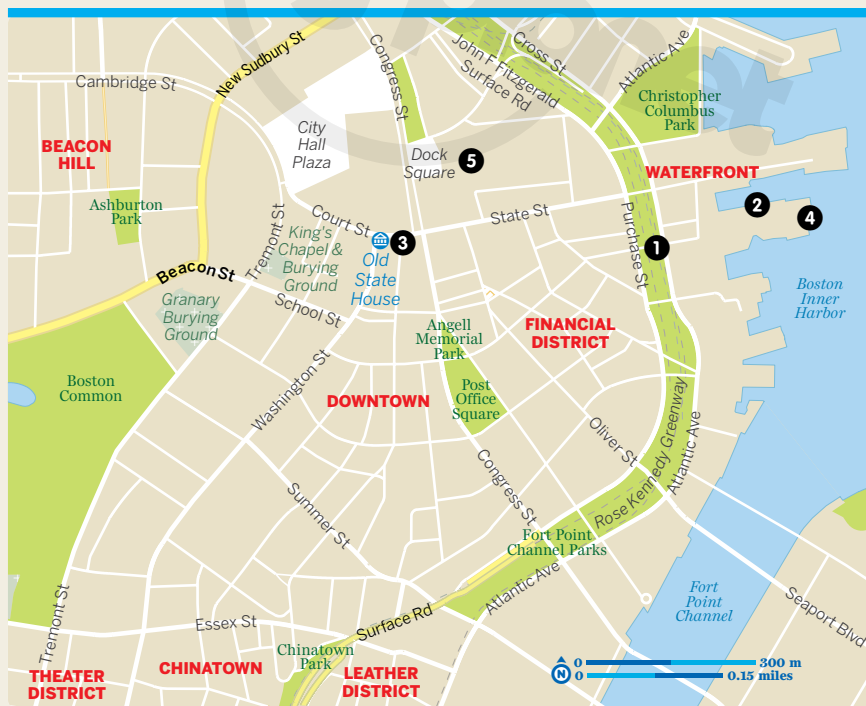 Cross St
Atlantic Ave
John F Fitzgerald
Surface Rd
Congress St
New Sudbury St
Cambridge St
Christopher
Columbus
Park
City
Hall
Plaza
BEACON
HILL
Dock
Square
5
WATERFRONT
Ashburton
Park
2
4
State St
Court St
Tremont St
King's
Chapel &
Burying
Ground
3
Old
State
House
Purchase St
1
Beacon St
Boston
Inner
Harbor
Granary
Burying
Ground
School St
Angell
Memorial
Park
FINANCIAL
DISTRICT
Boston
Common
Washington St
DOWNTOWN
Post
Office
Square
Oliver St
Rose Kennedy Greenway
Atlantic Ave
Congress St
Summer St
Fort Point
Channel Parks
Atlantic Ave
Fort
Point
Channel
Seaport Blvd
Tremont St
Essex St
Surface Rd
Chinatown
Park
THEATER
DISTRICT
CHINATOWN
LEATHER
DISTRICT
N
0 300 m
0 0.15 miles